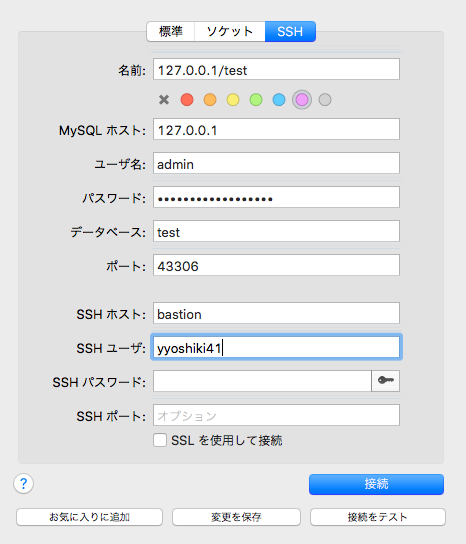 標準 ソケット SSH
名前: 127.0.0.1/test
MySQL ホスト: 127.0.0.1
ユーザ名: admin
パスワード: ••••••••••••••••••
データベース: test
ポート: 43306
SSH ホスト: bastion
SSH ユーザ: yyoshiki41
SSH パスワード:
SSH ポート: オプション
SSL を使用して接続
? 接続
お気に入りに追加 変更を保存 接続をテスト